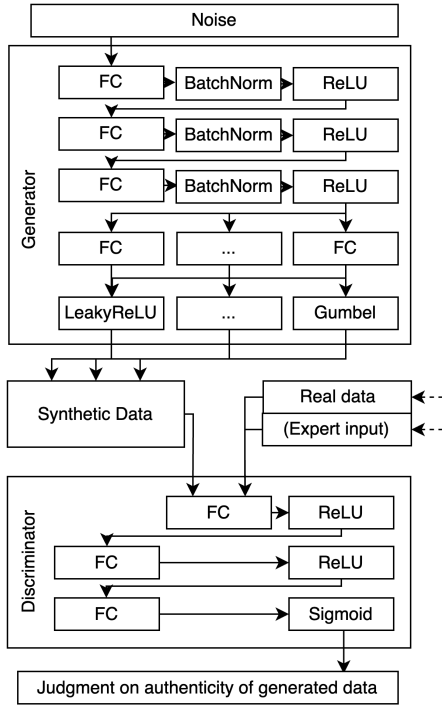 Noise
Generator
FC
BatchNorm
ReLU
FC
BatchNorm
ReLU
FC
BatchNorm
ReLU
FC
...
FC
LeakyReLU
...
Gumbel
Synthetic Data
Real data
(Expert input)
Discriminator
FC
ReLU
FC
ReLU
FC
Sigmoid
Judgment on authenticity of generated data